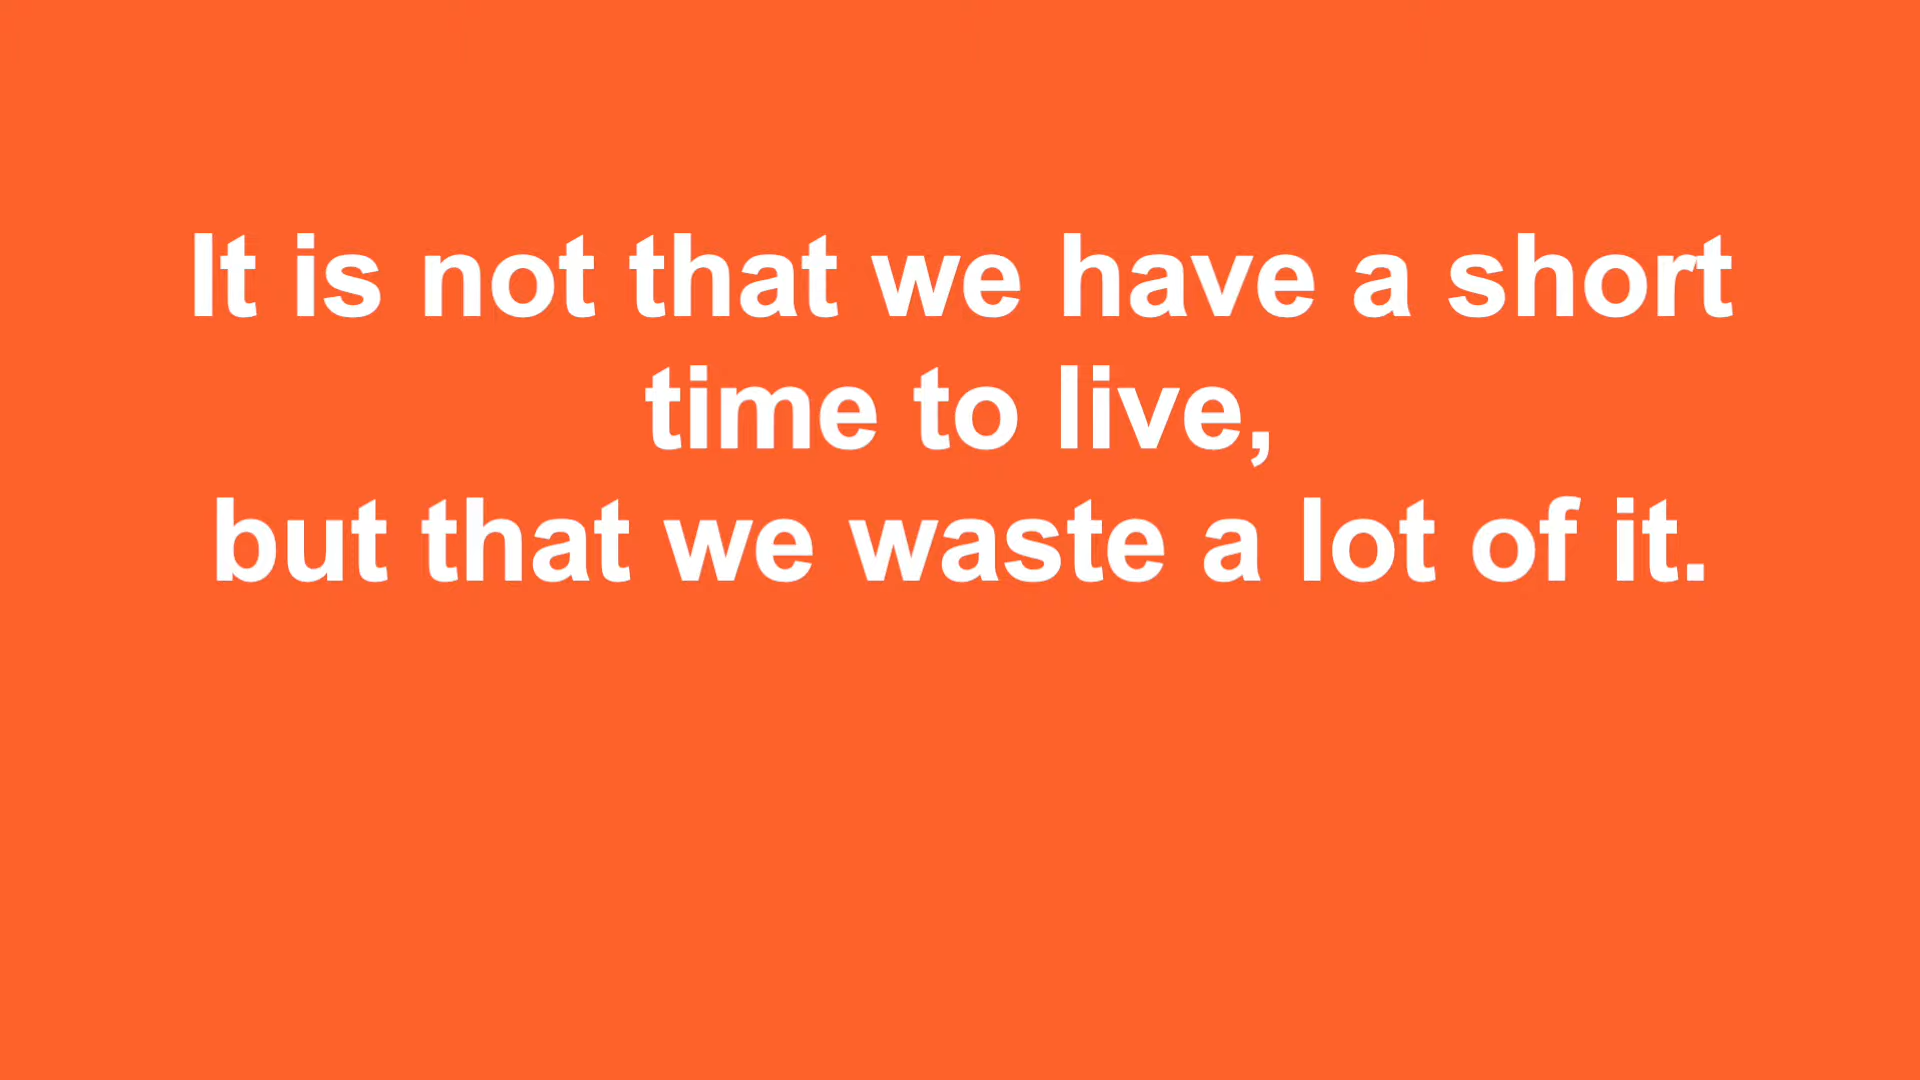 It is not that we have a short
time to live,
but that we waste a lot of it.